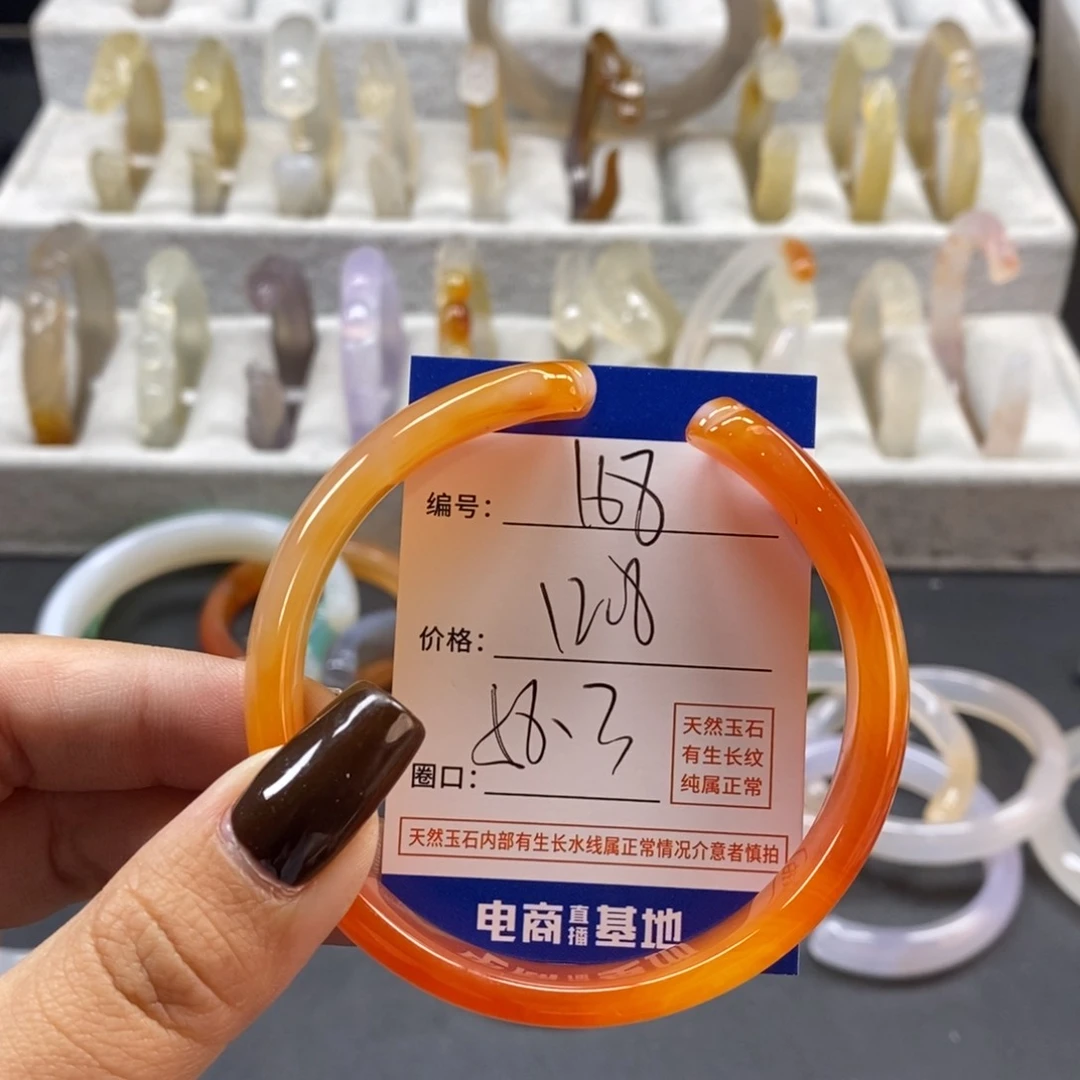 编号: 168
价格: 1208
圈口:
天然玉石
有生长纹
纯属正常
天然玉石内部有生长水线属正常情况介意者慎拍
电商直播基地